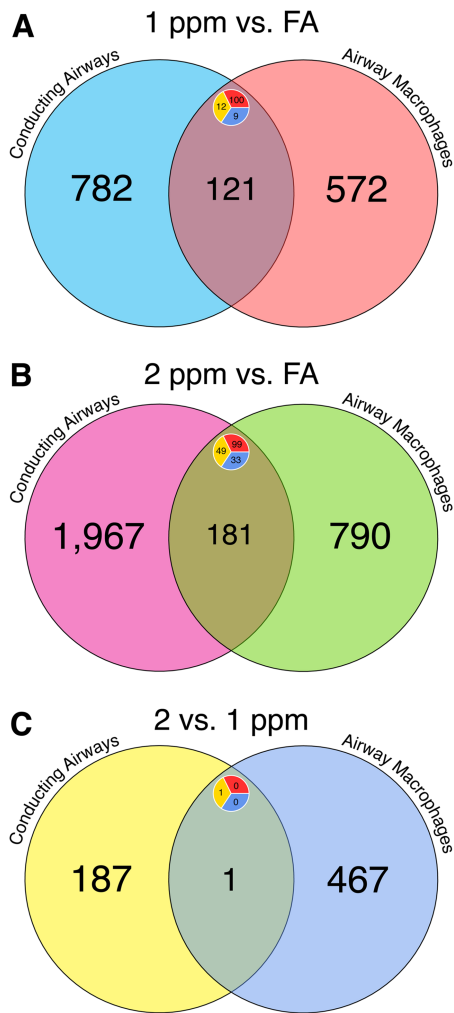 A
1 ppm vs. FA
Conducting Airways
Airway Macrophages
12
100
9
782
121
572
B
2 ppm vs. FA
Conducting Airways
Airway Macrophages
49
99
33
1,967
181
790
C
2 vs. 1 ppm
Conducting Airways
Airway Macrophages
1
0
0
187
1
467